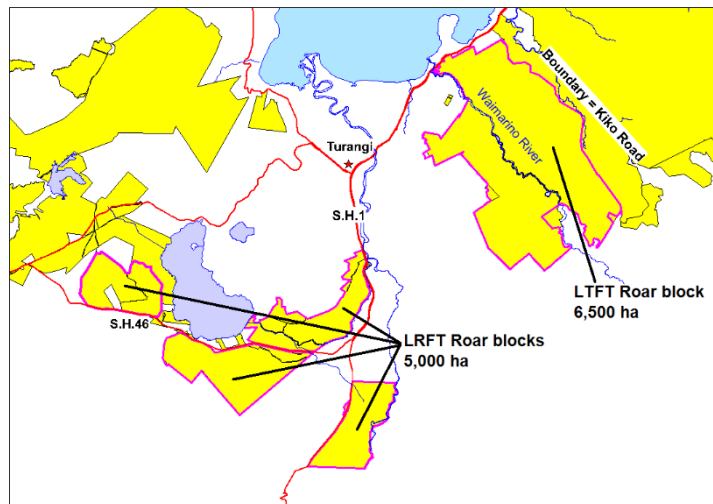 Boundary = Kiko Road
Waimarino River
Turangi
S.H.1
LTFT Roar block
6,500 ha
S.H.46
LRFT Roar blocks
5,000 ha